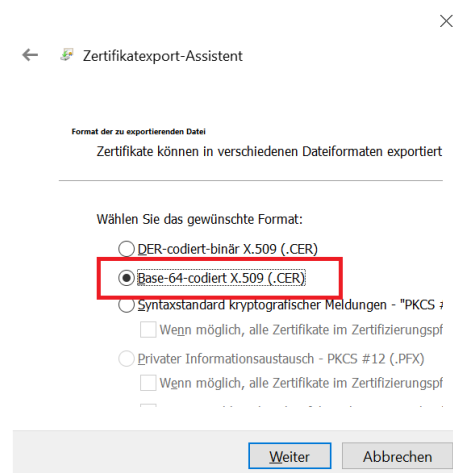 Zertifikatexport-Assistent
Format der zu exportierenden Datei
Zertifikate können in verschiedenen Dateiformaten exportiert
Wählen Sie das gewünschte Format:
DER-codiert-binär X.509 (.CER)
Base-64-codiert X.509 (.CER)
Syntaxstandard kryptografischer Meldungen - "PKCS
Wenn möglich, alle Zertifikate im Zertifizierungspf
Privater Informationsaustausch - PKCS #12 (.PFX)
Wenn möglich, alle Zertifikate im Zertifizierungspf
Weiter
Abbrechen